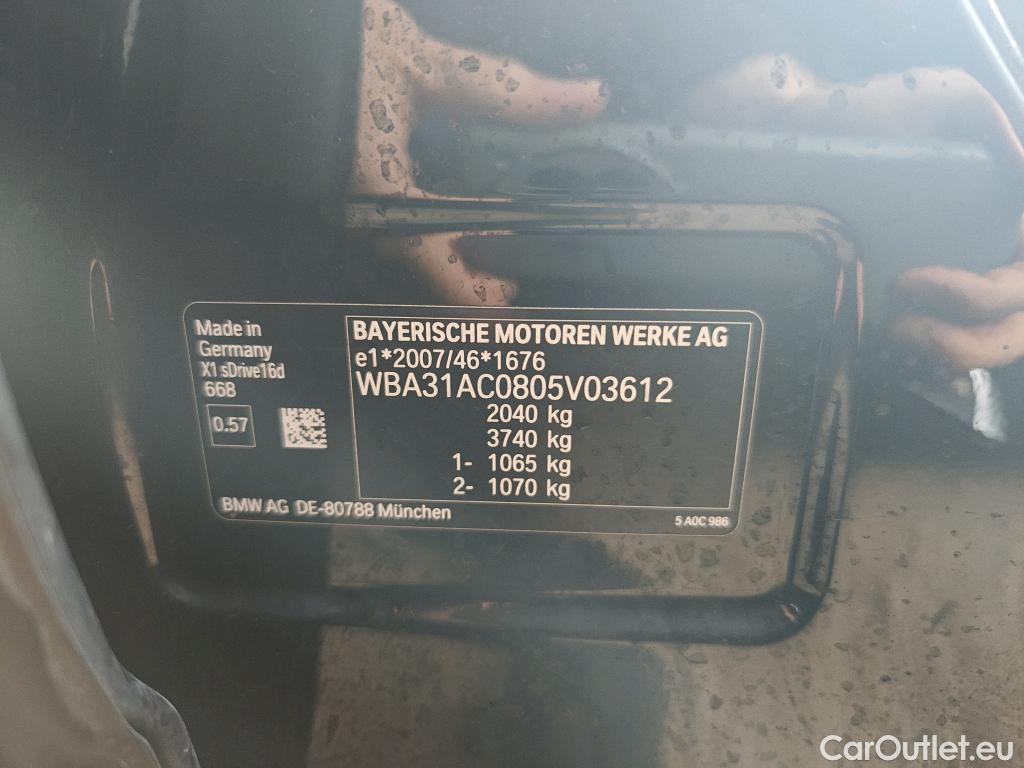 Made in
Germany
X1 sDrive16d
668
0.57
BAYERISCHE MOTOREN WERKE AG
e1*2007/46*1676
WBA31AC0805V03612
2040 kg
3740 kg
1- 1065 kg
2- 1070 kg
BMW AG DE-80788 München
5 A0C 986
CarOutlet.eu